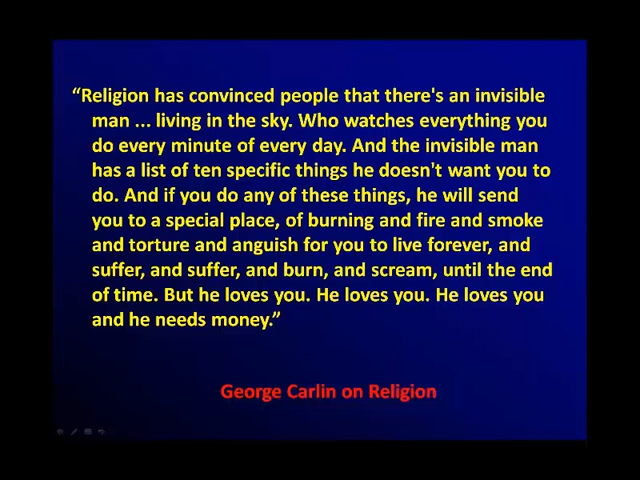 “Religion has convinced people that there's an invisible
man ... living in the sky. Who watches everything you
do every minute of every day. And the invisible man
has a list of ten specific things he doesn't want you to
do. And if you do any of these things, he will send
you to a special place, of burning and fire and smoke
and torture and anguish for you to live forever, and
suffer, and suffer, and burn, and scream, until the end
of time. But he loves you. He loves you. He loves you
and he needs money.”
George Carlin on Religion